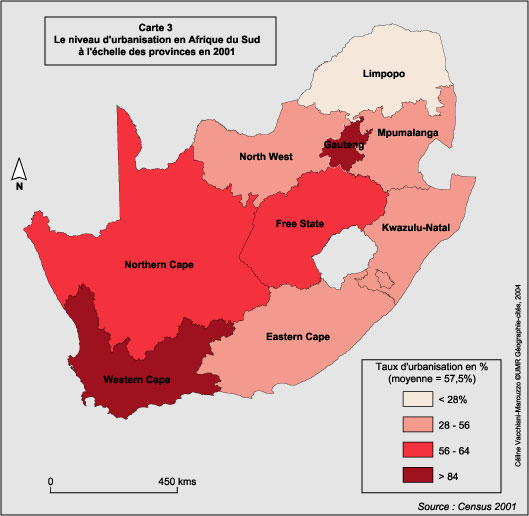 Carte 3
Le niveau d'urbanisation en Afrique du Sud
à l'échelle des provinces en 2001
Limpopo
Mpumalanga
Gauteng
North West
N
Free State
Kwazulu-Natal
Northern Cape
Eastern Cape
Western Cape
Taux d'urbanisation en %
(moyenne = 57,5%)
< 28%
28 - 56
56 - 64
> 84
0 450 kms
Source : Census 2001
Céline Vacchiani-Marcuzzo ©UMR Géographie-cités, 2004